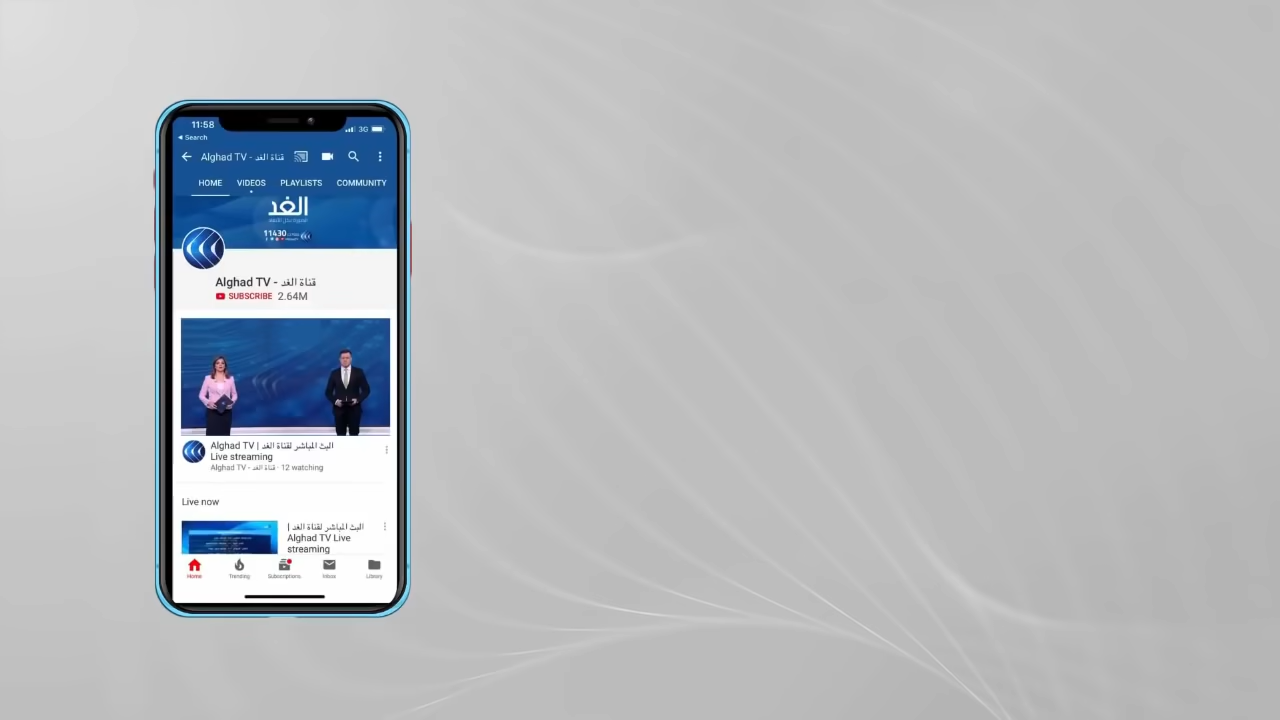 11:58
3G
Search
Alghad TV - قناة الغد
HOME VIDEOS PLAYLISTS COMMUNITY
الغد
11430
Alghad TV - قناة الغد
SUBSCRIBE 2.64M
Alghad TV | البث المباشر لقناة الغد
Live streaming
Alghad TV - قناة الغد · 12 watching
Live now
البث المباشر لقناة الغد |
Alghad TV Live
streaming
Home Trending Subscriptions Inbox Library